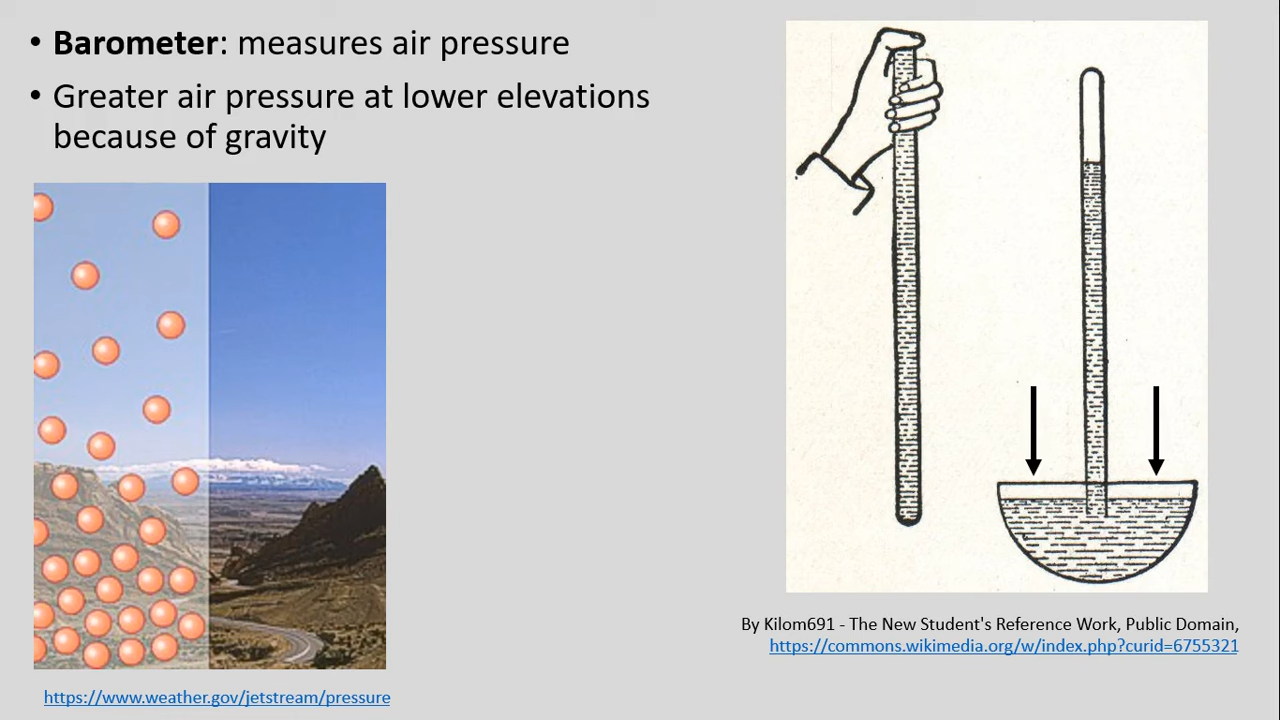 • Barometer: measures air pressure
• Greater air pressure at lower elevations
because of gravity
By Kilom691 - The New Student's Reference Work, Public Domain,
https://commons.wikimedia.org/w/index.php?curid=6755321
https://www.weather.gov/jetstream/pressure